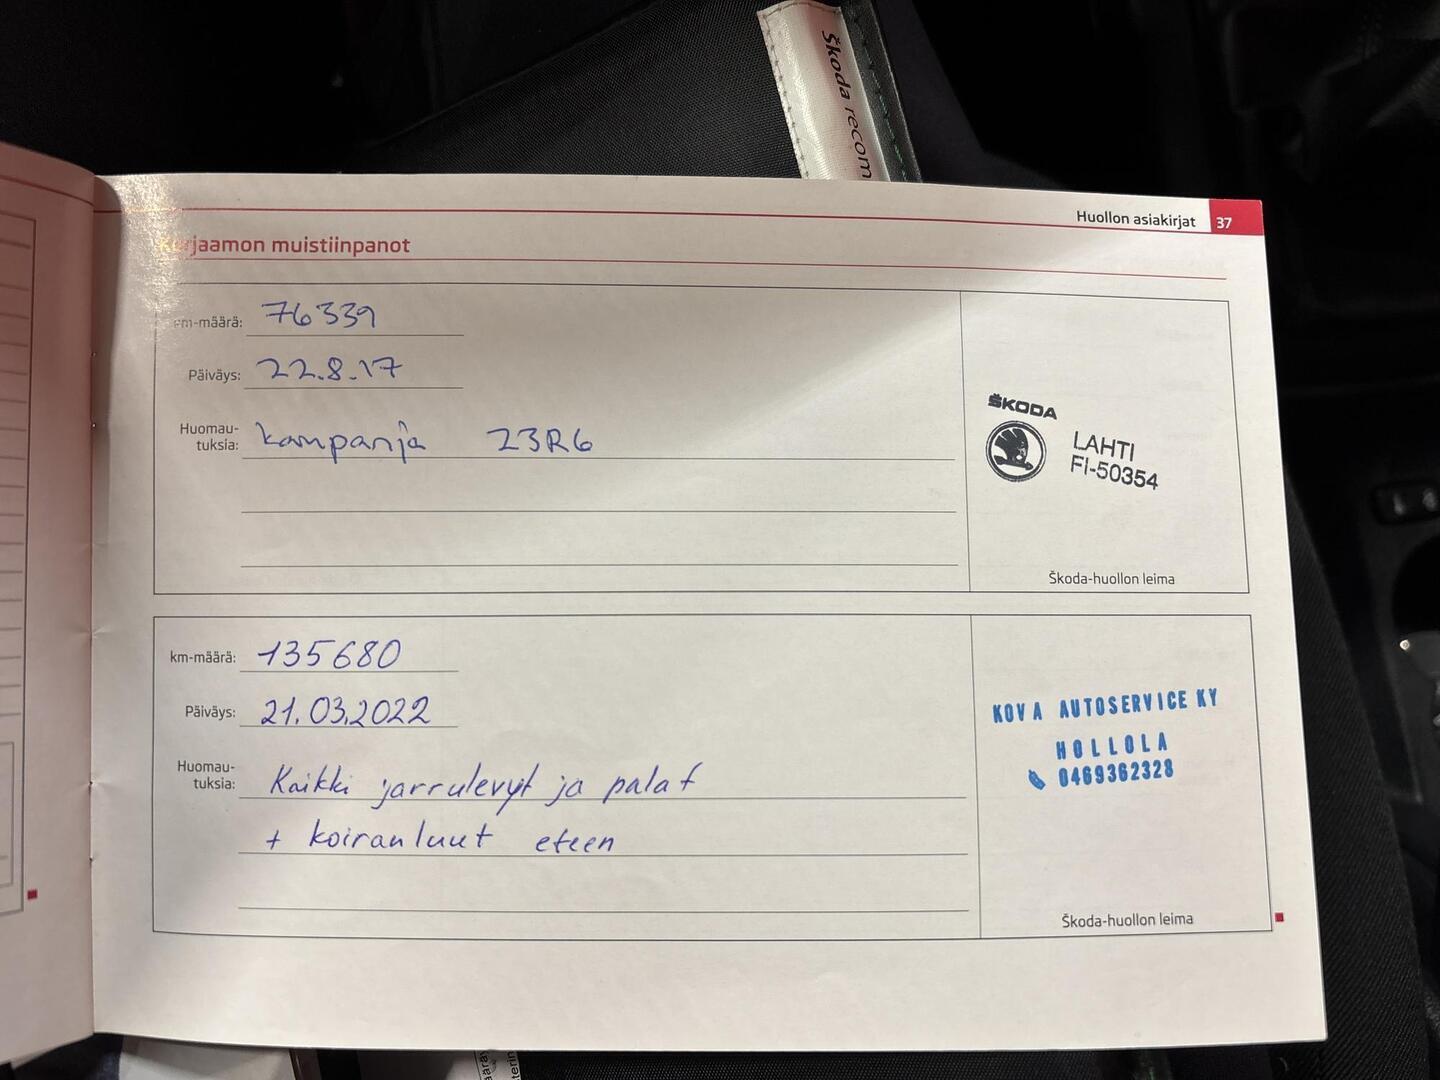 Škoda recom
Huollon asiakirjat 37
Korjaamon muistiinpanot
km-määrä: 76339
Päiväys: 22.8.17
Huomau-
tuksia: kampanja 23R6
ŠKODA
LAHTI
FI-50354
Škoda-huollon leima
km-määrä: 135680
Päiväys: 21.03.2022
Huomau-
tuksia: Kaikki jarrulevyt ja palat
+ koiranluut eteen
KOVA AUTOSERVICE KY
HOLLOLA
0469362328
Škoda-huollon leima